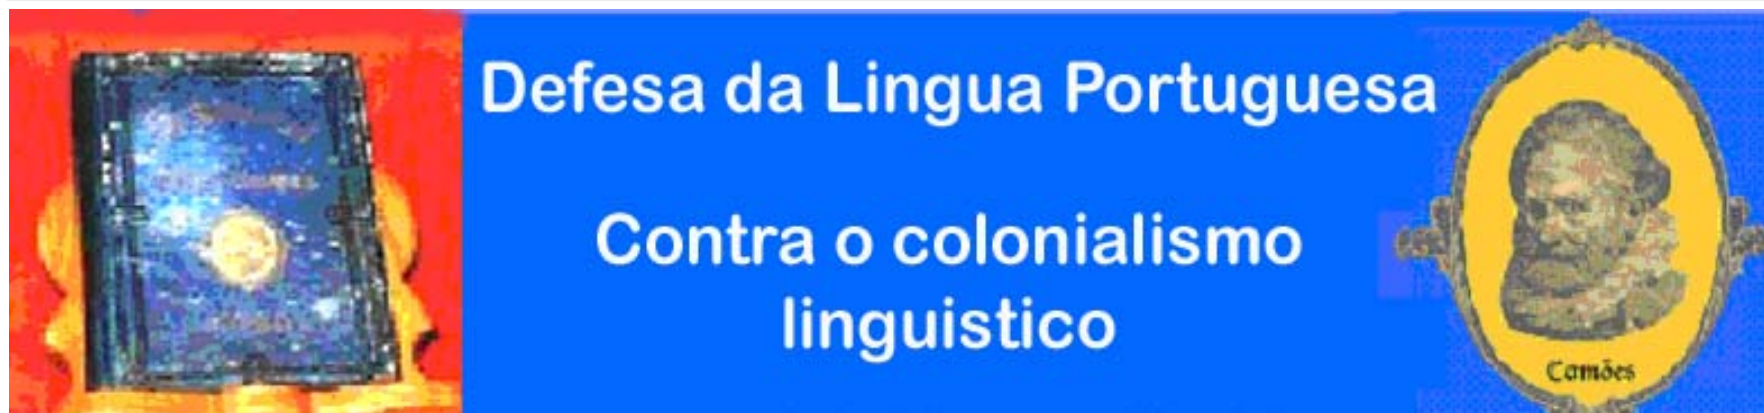 Defesa da Lingua Portuguesa
Contra o colonialismo
linguistico
Camões